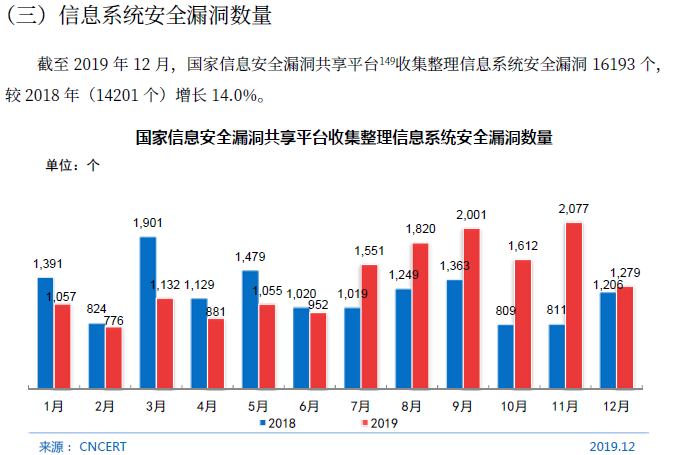 （三）信息系统安全漏洞数量
截至 2019 年 12 月，国家信息安全漏洞共享平台149收集整理信息系统安全漏洞 16193 个，
较 2018 年（14201 个）增长 14.0%。
国家信息安全漏洞共享平台收集整理信息系统安全漏洞数量
单位：个
1,391 1,057 824 776 1,901 1,132 1,129 881 1,479 1,055 1,020 952 1,019 1,551 1,249 1,820 1,363 2,001 809 1,612 811 2,077 1,206 1,279
1月 2月 3月 4月 5月 6月 7月 8月 9月 10月 11月 12月
2018 2019
来源：CNCERT 2019.12